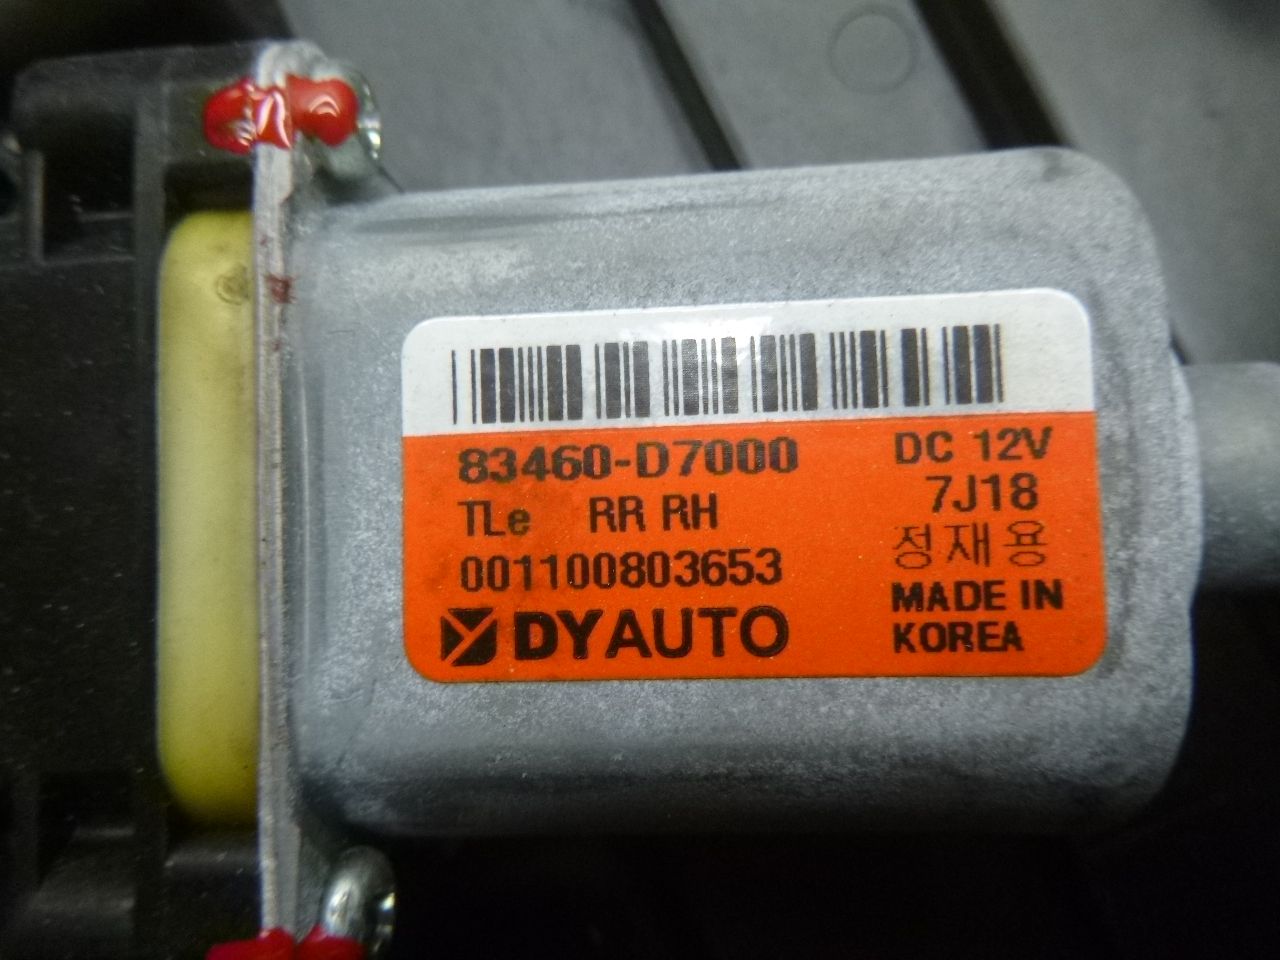 83460-D7000
TLe RR RH
001100803653
DYAUTO
DC 12V
7J18
정재용
MADE IN
KOREA